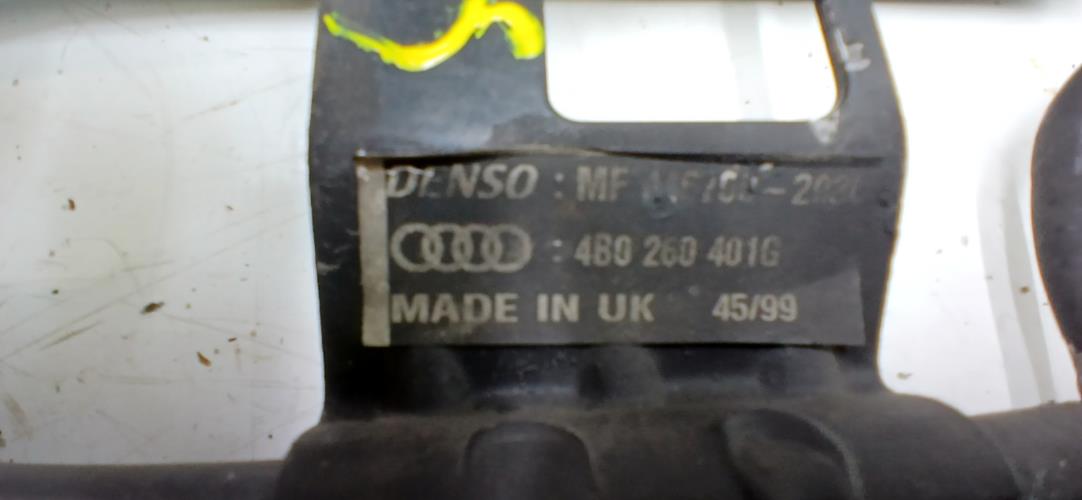 DENSO : MF
: 4B0 260 401G
MADE IN UK 45/99